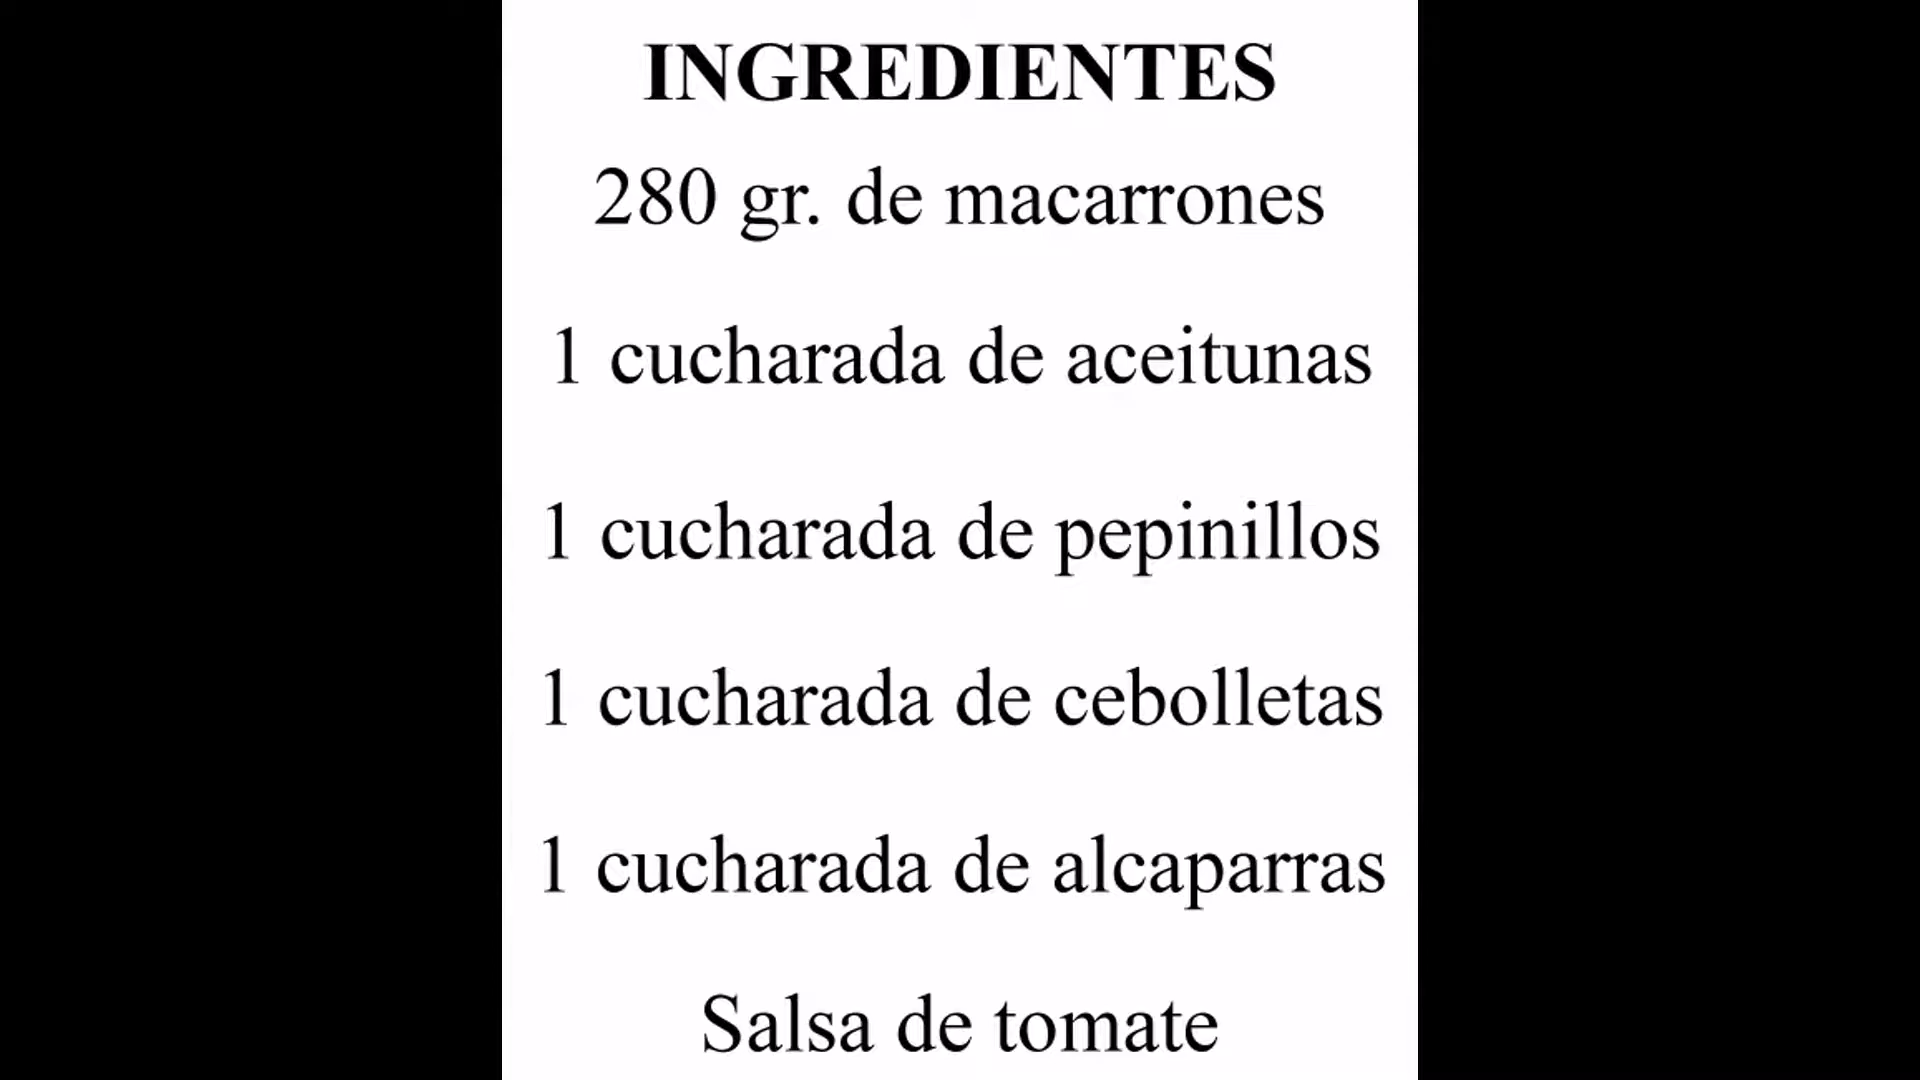 INGREDIENTES
280 gr. de macarrones
1 cucharada de aceitunas
1 cucharada de pepinillos
1 cucharada de cebolletas
1 cucharada de alcaparras
Salsa de tomate